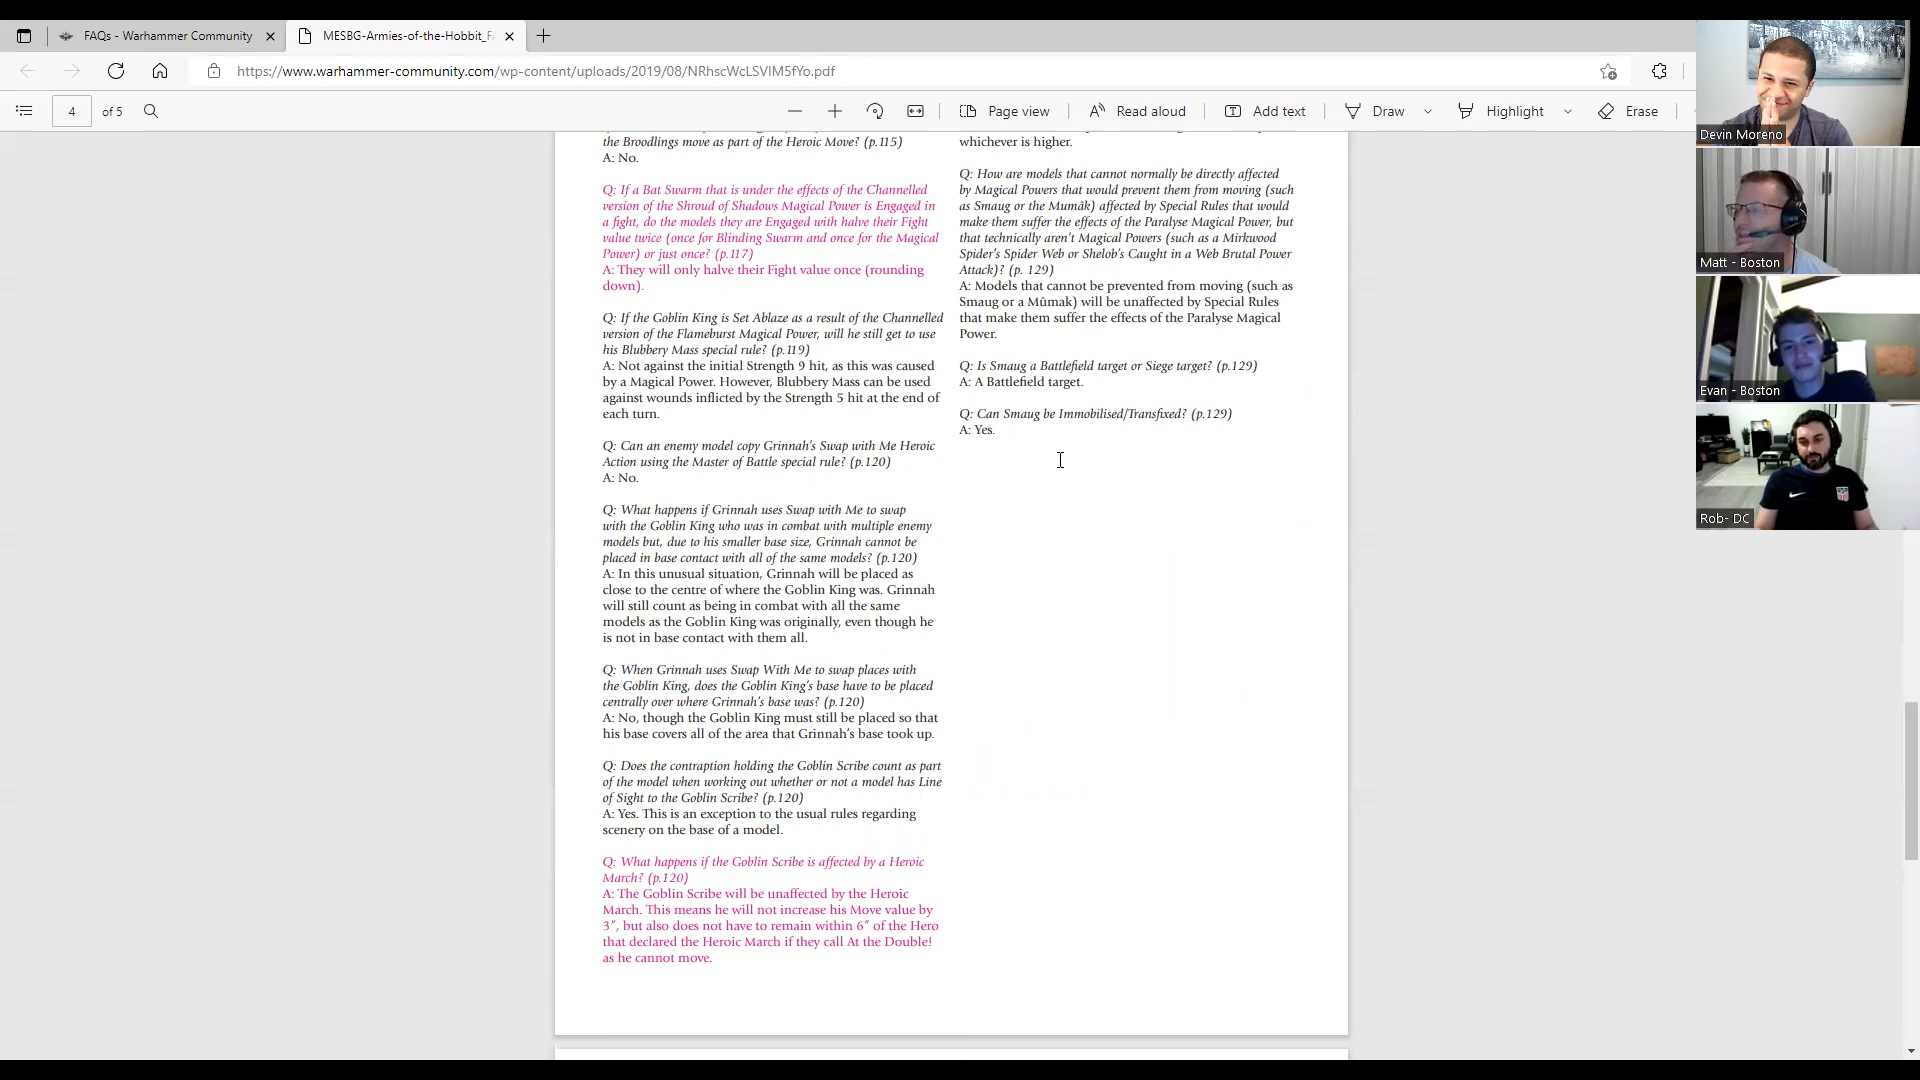 FAQs - Warhammer Community
MESBG-Armies-of-the-Hobbit_FA
https://www.warhammer-community.com/wp-content/uploads/2019/08/NRhscWcLSVIM5fYo.pdf
4 of 5
Page view
Read aloud
Add text
Draw
Highlight
Erase
the Broodlings move as part of the Heroic Move? (p.115)
A: No.
Q: If a Bat Swarm that is under the effects of the Channelled
version of the Shroud of Shadows Magical Power is Engaged in
a fight, do the models they are Engaged with halve their Fight
value twice (once for Blinding Swarm and once for the Magical
Power) or just once? (p.117)
A: They will only halve their Fight value once (rounding
down).
Q: If the Goblin King is Set Ablaze as a result of the Channelled
version of the Flameburst Magical Power, will he still get to use
his Blubbery Mass special rule? (p.119)
A: Not against the initial Strength 9 hit, as this was caused
by a Magical Power. However, Blubbery Mass can be used
against wounds inflicted by the Strength 5 hit at the end of
each turn.
Q: Can an enemy model copy Grinnah's Swap with Me Heroic
Action using the Master of Battle special rule? (p.120)
A: No.
Q: What happens if Grinnah uses Swap with Me to swap
with the Goblin King who was in combat with multiple enemy
models but, due to his smaller base size, Grinnah cannot be
placed in base contact with all of the same models? (p.120)
A: In this unusual situation, Grinnah will be placed as
close to the centre of where the Goblin King was. Grinnah
will still count as being in combat with all the same
models as the Goblin King was originally, even though he
is not in base contact with them all.
Q: When Grinnah uses Swap With Me to swap places with
the Goblin King, does the Goblin King's base have to be placed
centrally over where Grinnah's base was? (p.120)
A: No, though the Goblin King must still be placed so that
his base covers all of the area that Grinnah's base took up.
Q: Does the contraption holding the Goblin Scribe count as part
of the model when working out whether or not a model has Line
of Sight to the Goblin Scribe? (p.120)
A: Yes. This is an exception to the usual rules regarding
scenery on the base of a model.
Q: What happens if the Goblin Scribe is affected by a Heroic
March? (p.120)
A: The Goblin Scribe will be unaffected by the Heroic
March. This means he will not increase his Move value by
3", but also does not have to remain within 6" of the Hero
that declared the Heroic March if they call At the Double!
as he cannot move.
whichever is higher.
Q: How are models that cannot normally be directly affected
by Magical Powers that would prevent them from moving (such
as Smaug or the Mumâk) affected by Special Rules that would
make them suffer the effects of the Paralyse Magical Power, but
that technically aren't Magical Powers (such as a Mirkwood
Spider's Spider Web or Shelob's Caught in a Web Brutal Power
Attack)? (p. 129)
A: Models that cannot be prevented from moving (such as
Smaug or a Mûmak) will be unaffected by Special Rules
that make them suffer the effects of the Paralyse Magical
Power.
Q: Is Smaug a Battlefield target or Siege target? (p.129)
A: A Battlefield target.
Q: Can Smaug be Immobilised/Transfixed? (p.129)
A: Yes.
Devin Moreno
Matt - Boston
Evan - Boston
Rob- DC